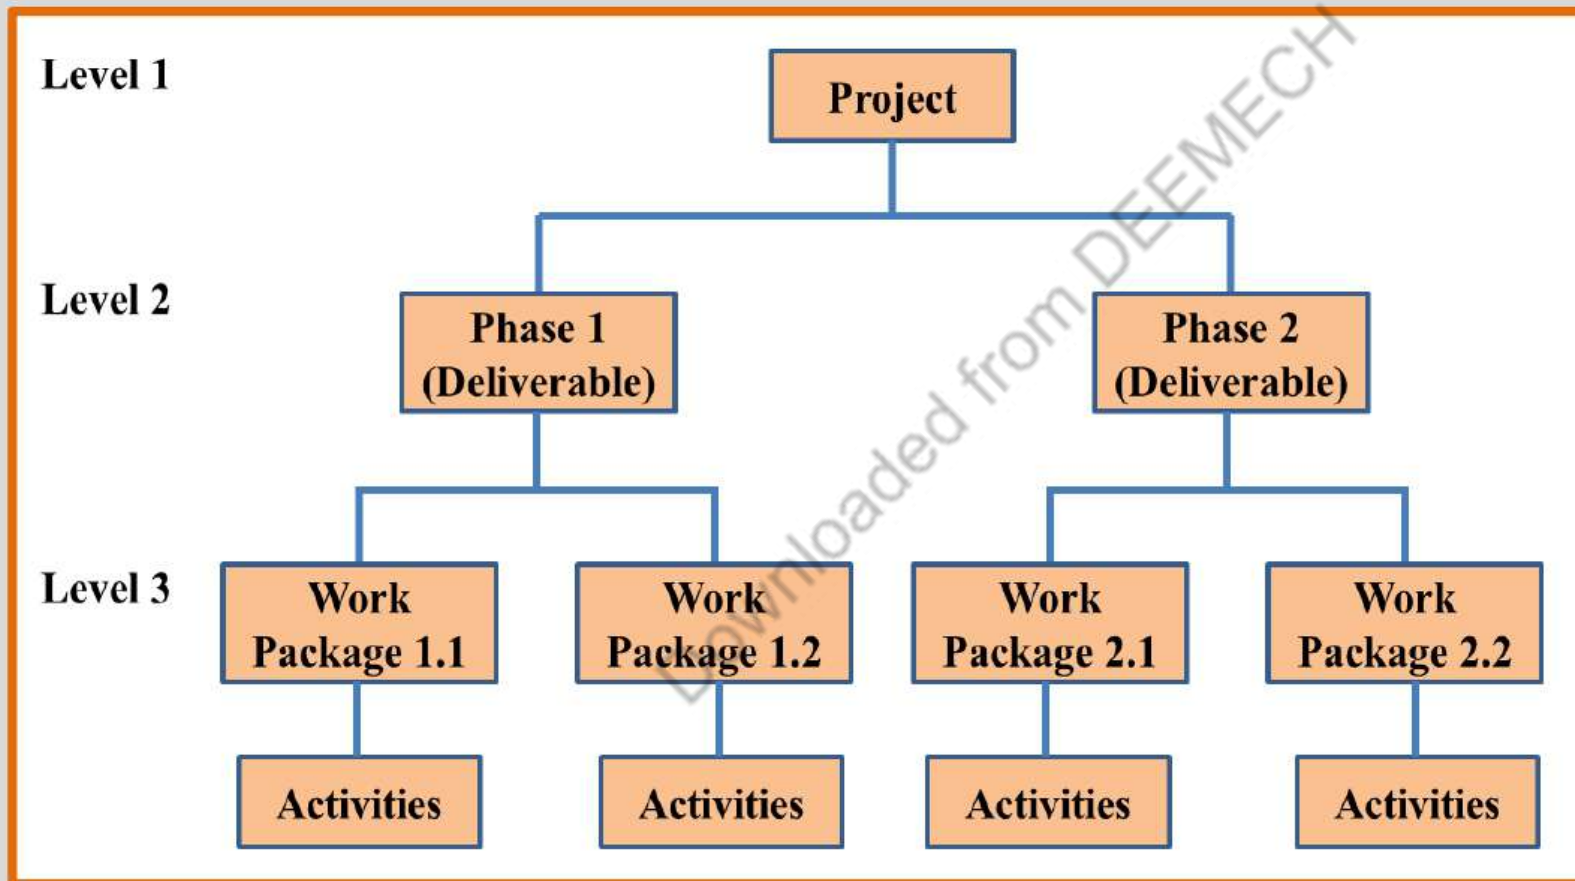 Level 1
Project
Level 2
Phase 1
(Deliverable)
Phase 2
(Deliverable)
Level 3
Work
Package 1.1
Work
Package 1.2
Work
Package 2.1
Work
Package 2.2
Activities
Activities
Activities
Activities
Downloaded from DEEMECH